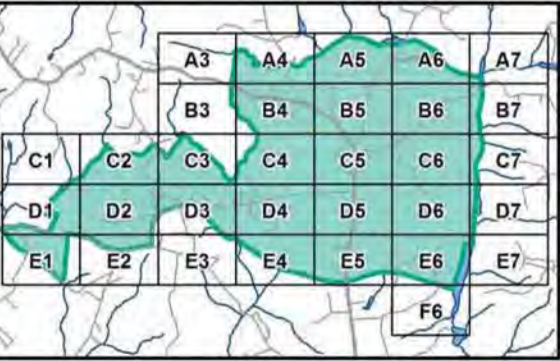 A3 A4 A5 A6 A7
B3 B4 B5 B6 B7
C1 C2 C3 C4 C5 C6 C7
D1 D2 D3 D4 D5 D6 D7
E1 E2 E3 E4 E5 E6 E7
F6